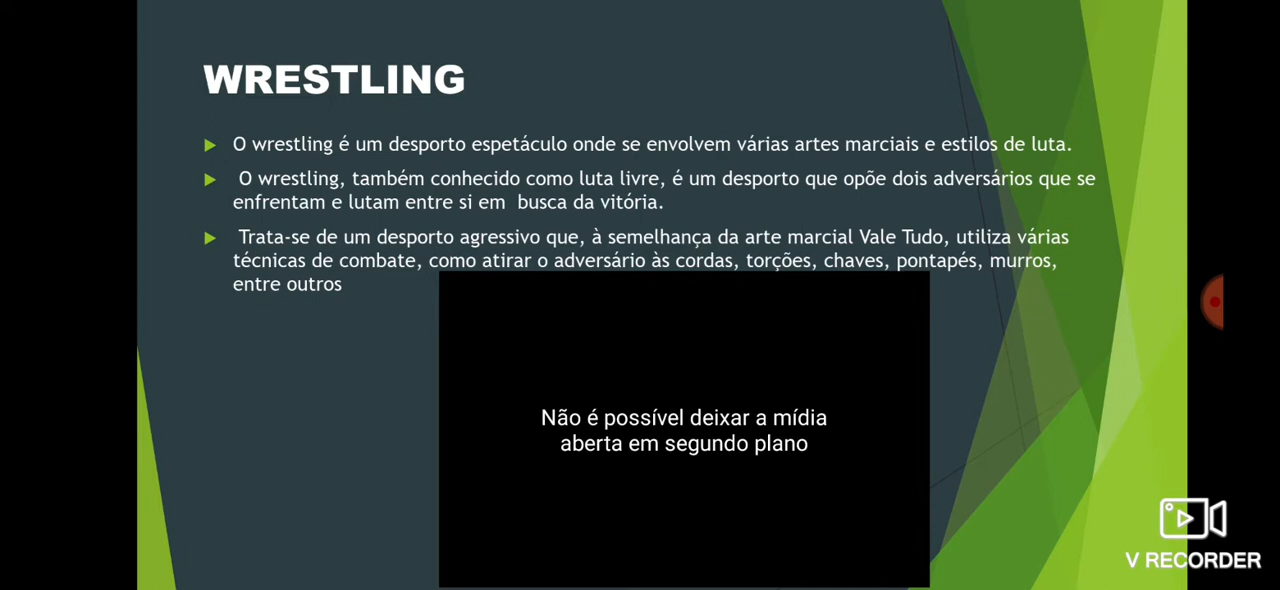 WRESTLING
O wrestling é um desporto espetáculo onde se envolvem várias artes marciais e estilos de luta.
O wrestling, também conhecido como luta livre, é um desporto que opõe dois adversários que se
enfrentam e lutam entre si em busca da vitória.
Trata-se de um desporto agressivo que, à semelhança da arte marcial Vale Tudo, utiliza várias
técnicas de combate, como atirar o adversário às cordas, torções, chaves, pontapés, murros,
entre outros
Não é possível deixar a mídia
aberta em segundo plano
V RECORDER